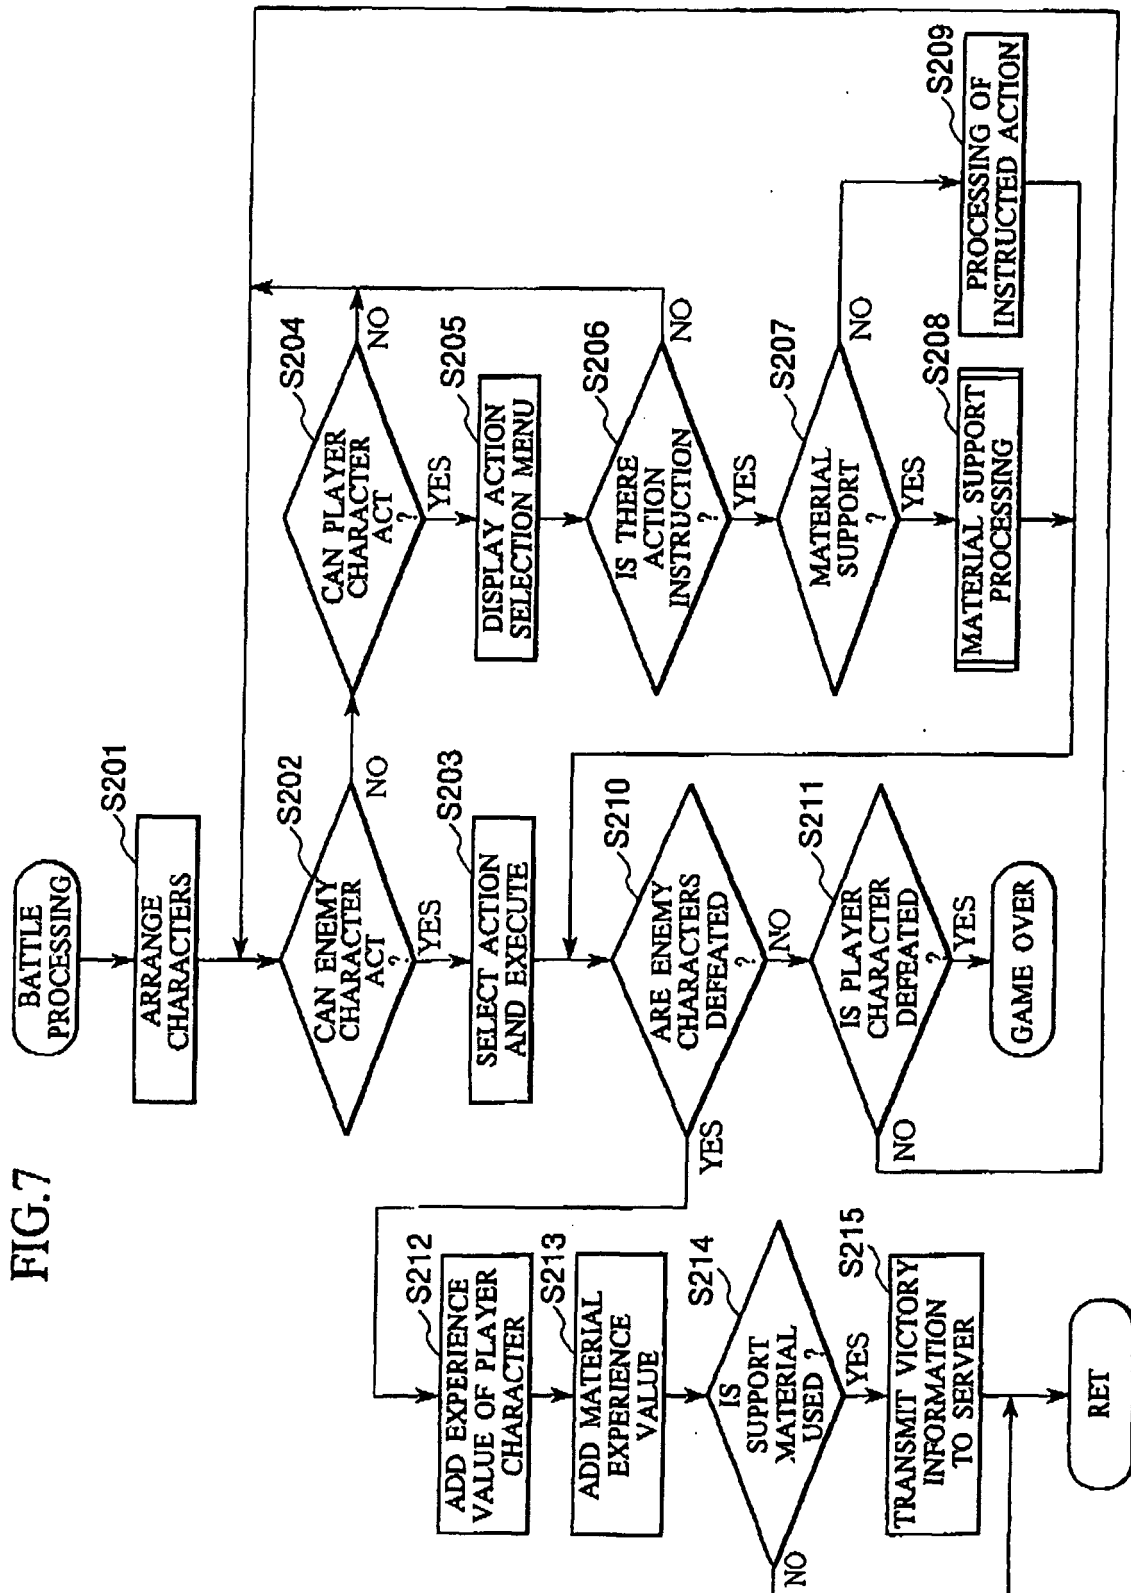 FIG.7
BATTLE
PROCESSING
S201
ARRANGE
CHARACTERS
S202
CAN ENEMY
CHARACTER
ACT
?
NO
YES
S203
SELECT ACTION
AND EXECUTE
S204
CAN PLAYER
CHARACTER
ACT
?
NO
YES
S205
DISPLAY ACTION
SELECTION MENU
S206
IS THERE
ACTION
INSTRUCTION
?
NO
YES
S207
MATERIAL
SUPPORT
?
NO
YES
S208
MATERIAL SUPPORT
PROCESSING
S209
PROCESSING OF
INSTRUCTED ACTION
S210
ARE ENEMY
CHARACTERS
DEFEATED
?
YES
NO
S211
IS PLAYER
CHARACTER
DEFEATED
?
NO
YES
GAME OVER
S212
ADD EXPERIENCE
VALUE OF PLAYER
CHARACTER
S213
ADD MATERIAL
EXPERIENCE
VALUE
S214
IS
SUPPORT
MATERIAL
USED ?
NO
YES
S215
TRANSMIT VICTORY
INFORMATION
TO SERVER
RET